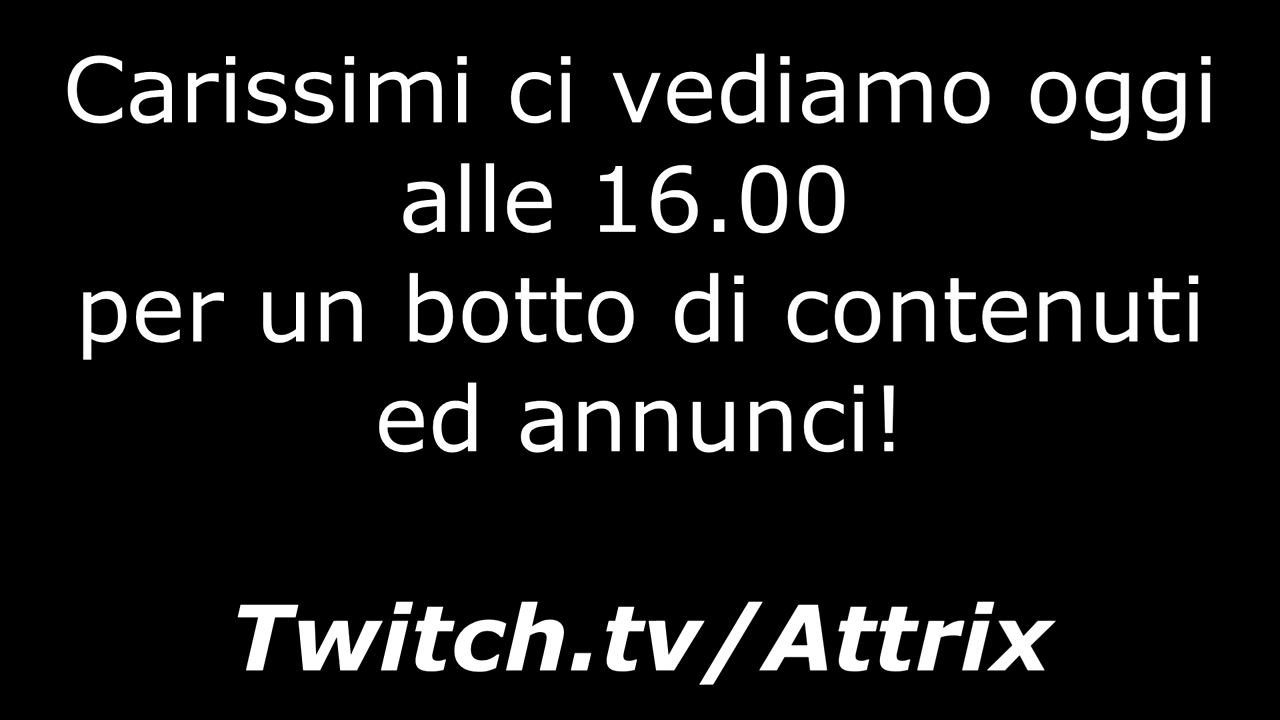 Carissimi ci vediamo oggi
alle 16.00
per un botto di contenuti
ed annunci!
Twitch.tv/Attrix